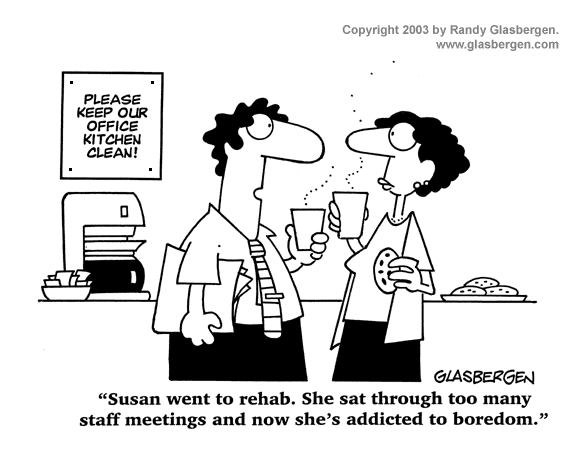 Copyright 2003 by Randy Glasbergen.
www.glasbergen.com
PLEASE
KEEP OUR
OFFICE
KITCHEN
CLEAN!
GLASBERGEN
“Susan went to rehab. She sat through too many
staff meetings and now she’s addicted to boredom.”